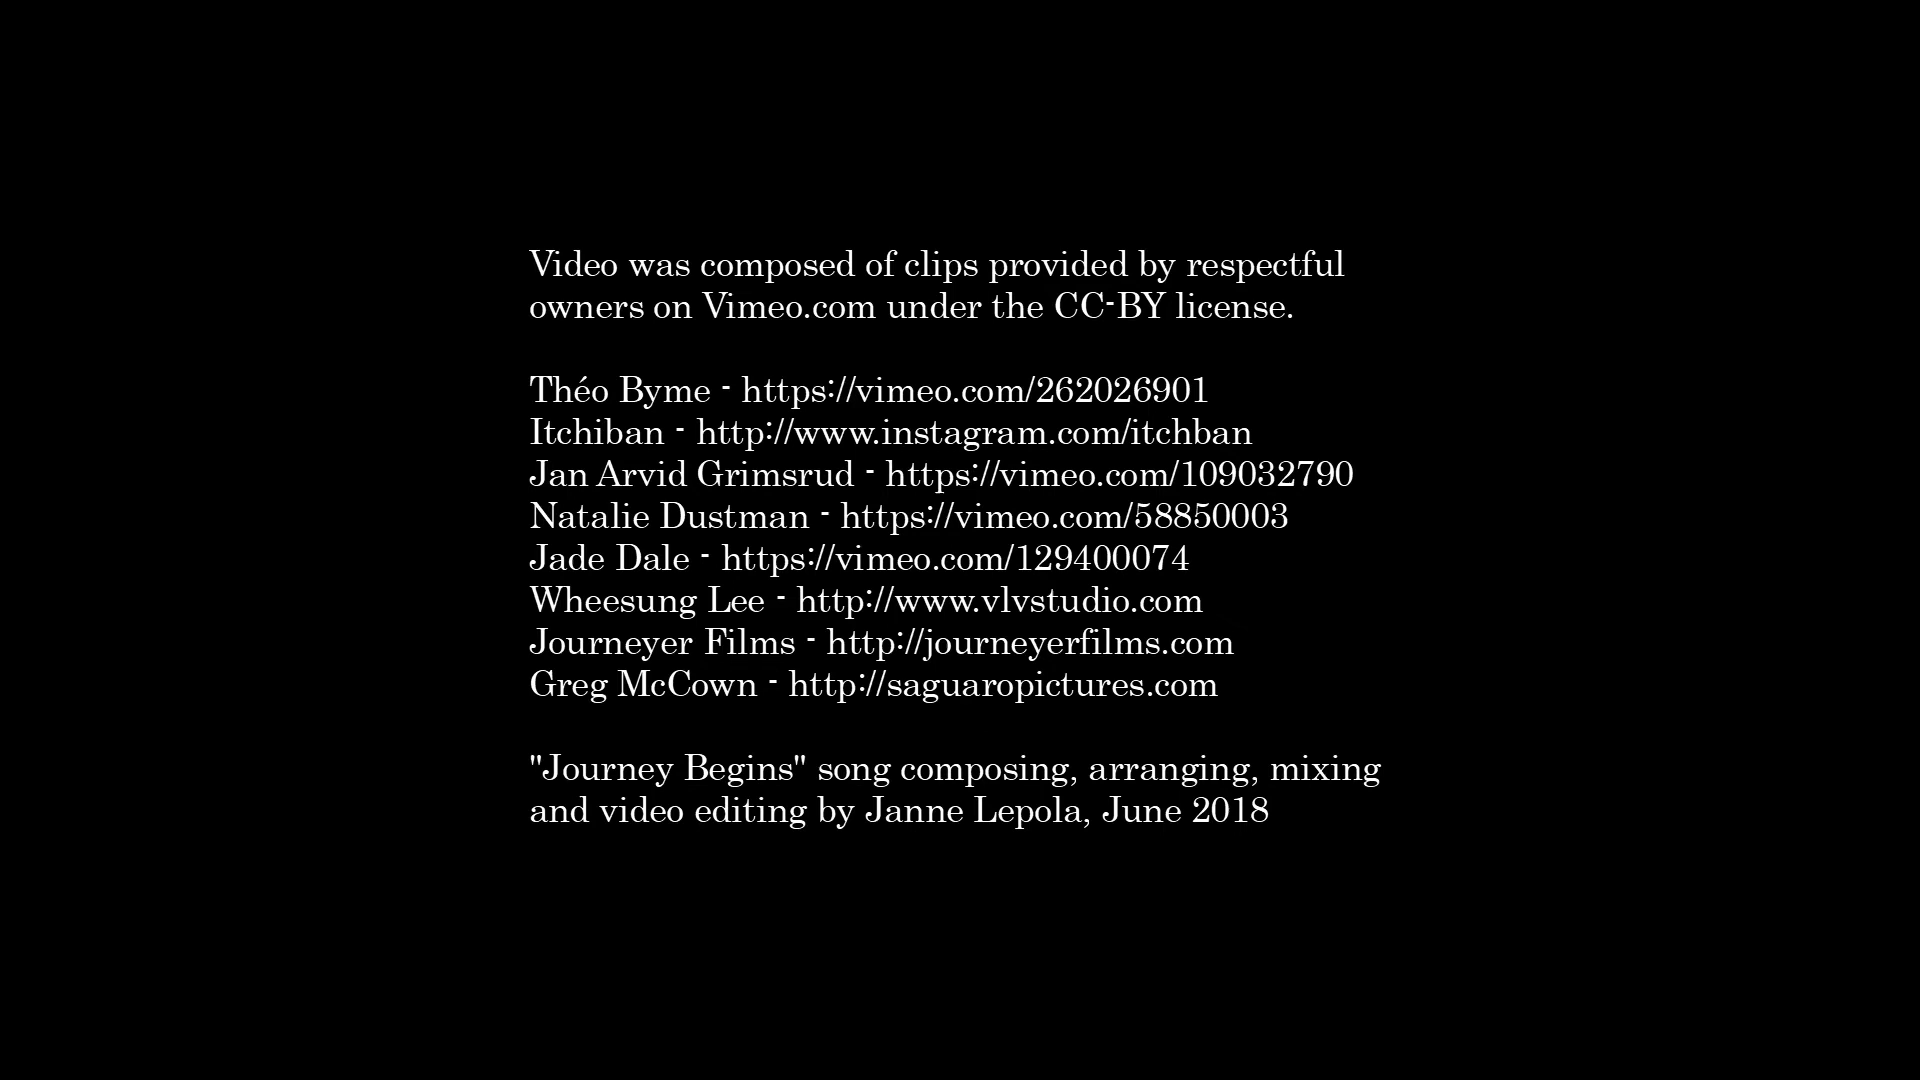 Video was composed of clips provided by respectful
owners on Vimeo.com under the CC-BY license.
Théo Byme - https://vimeo.com/262026901
Itchiban - http://www.instagram.com/itchban
Jan Arvid Grimsrud - https://vimeo.com/109032790
Natalie Dustman - https://vimeo.com/58850003
Jade Dale - https://vimeo.com/129400074
Wheesung Lee - http://www.vlvstudio.com
Journeyer Films - http://journeyerfilms.com
Greg McCown - http://saguaropictures.com
"Journey Begins" song composing, arranging, mixing
and video editing by Janne Lepola, June 2018